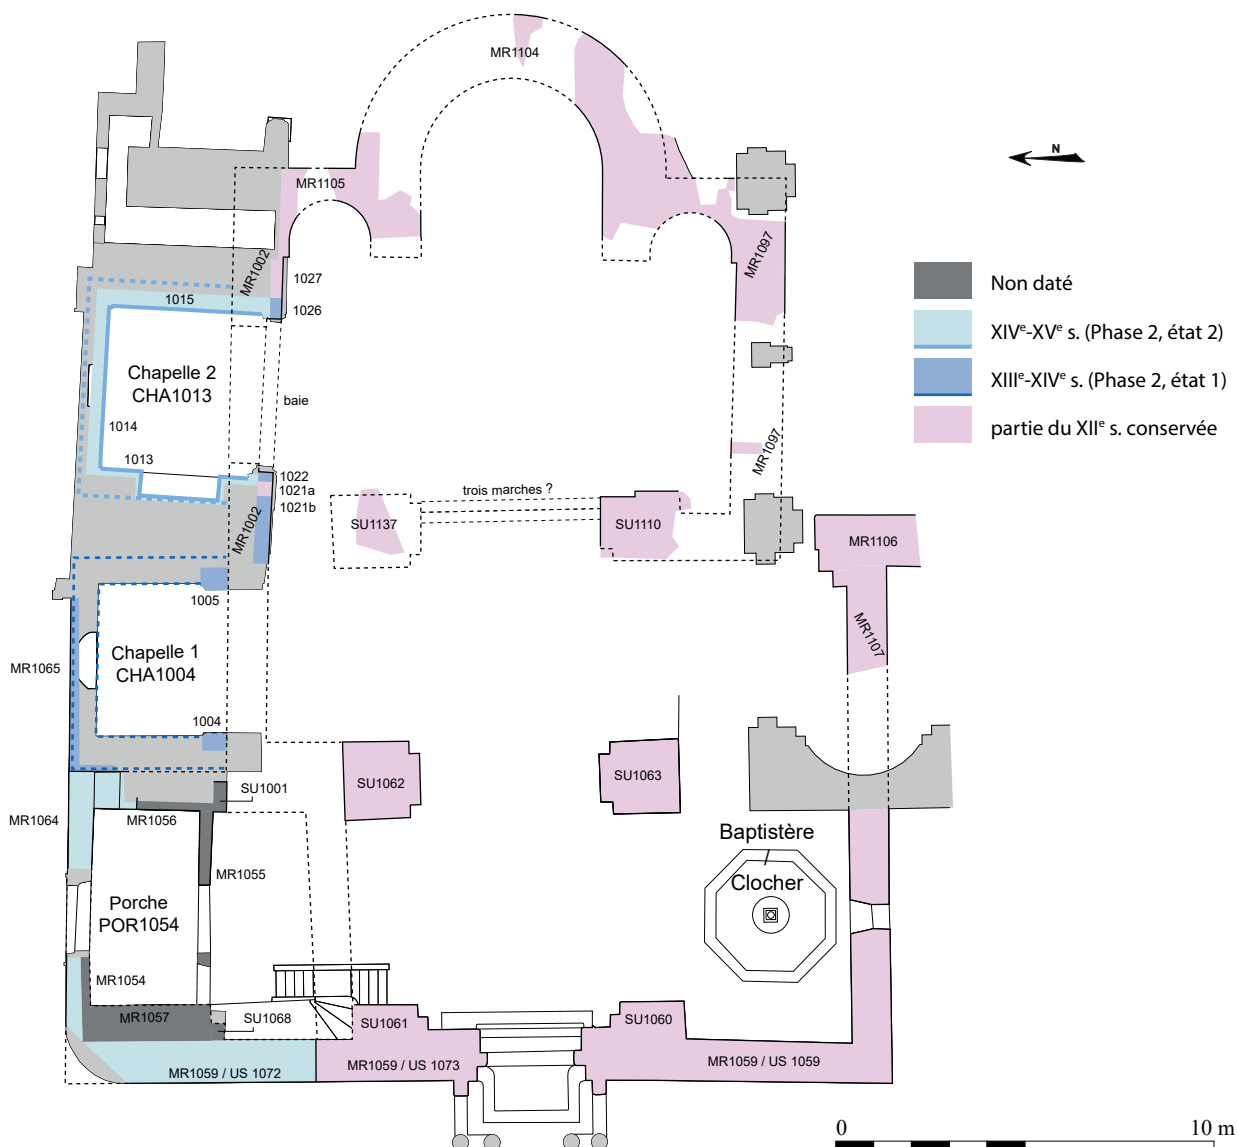 MR1104
N
MR1105
MR1002
1027
1026
MR1097
1015
Non daté
XIVe-XVe s. (Phase 2, état 2)
XIIIe-XIVe s. (Phase 2, état 1)
partie du XIIe s. conservée
Chapelle 2
CHA1013
baie
1014
1013
MR1097
1022
1021a
1021b
trois marches ?
MR1002
SU1137
SU1110
MR1106
1005
MR1107
MR1065
Chapelle 1
CHA1004
1004
SU1062
SU1063
SU1001
MR1064
MR1056
MR1055
Baptistère
Clocher
Porche
POR1054
MR1054
MR1057
SU1068
SU1061
SU1060
MR1059 / US 1072
MR1059 / US 1073
MR1059 / US 1059
0
10 m